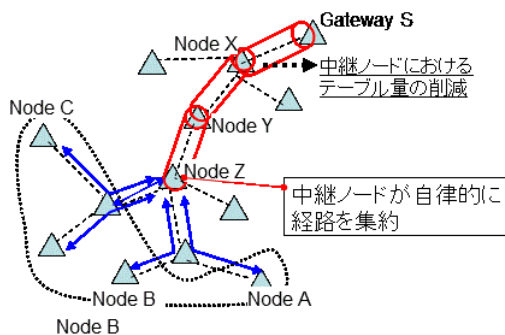 Gateway S
Node X
中継ノードにおける
テーブル量の削減
Node C
Node Y
Node Z
中継ノードが自律的に
経路を集約
Node B
Node A
Node B